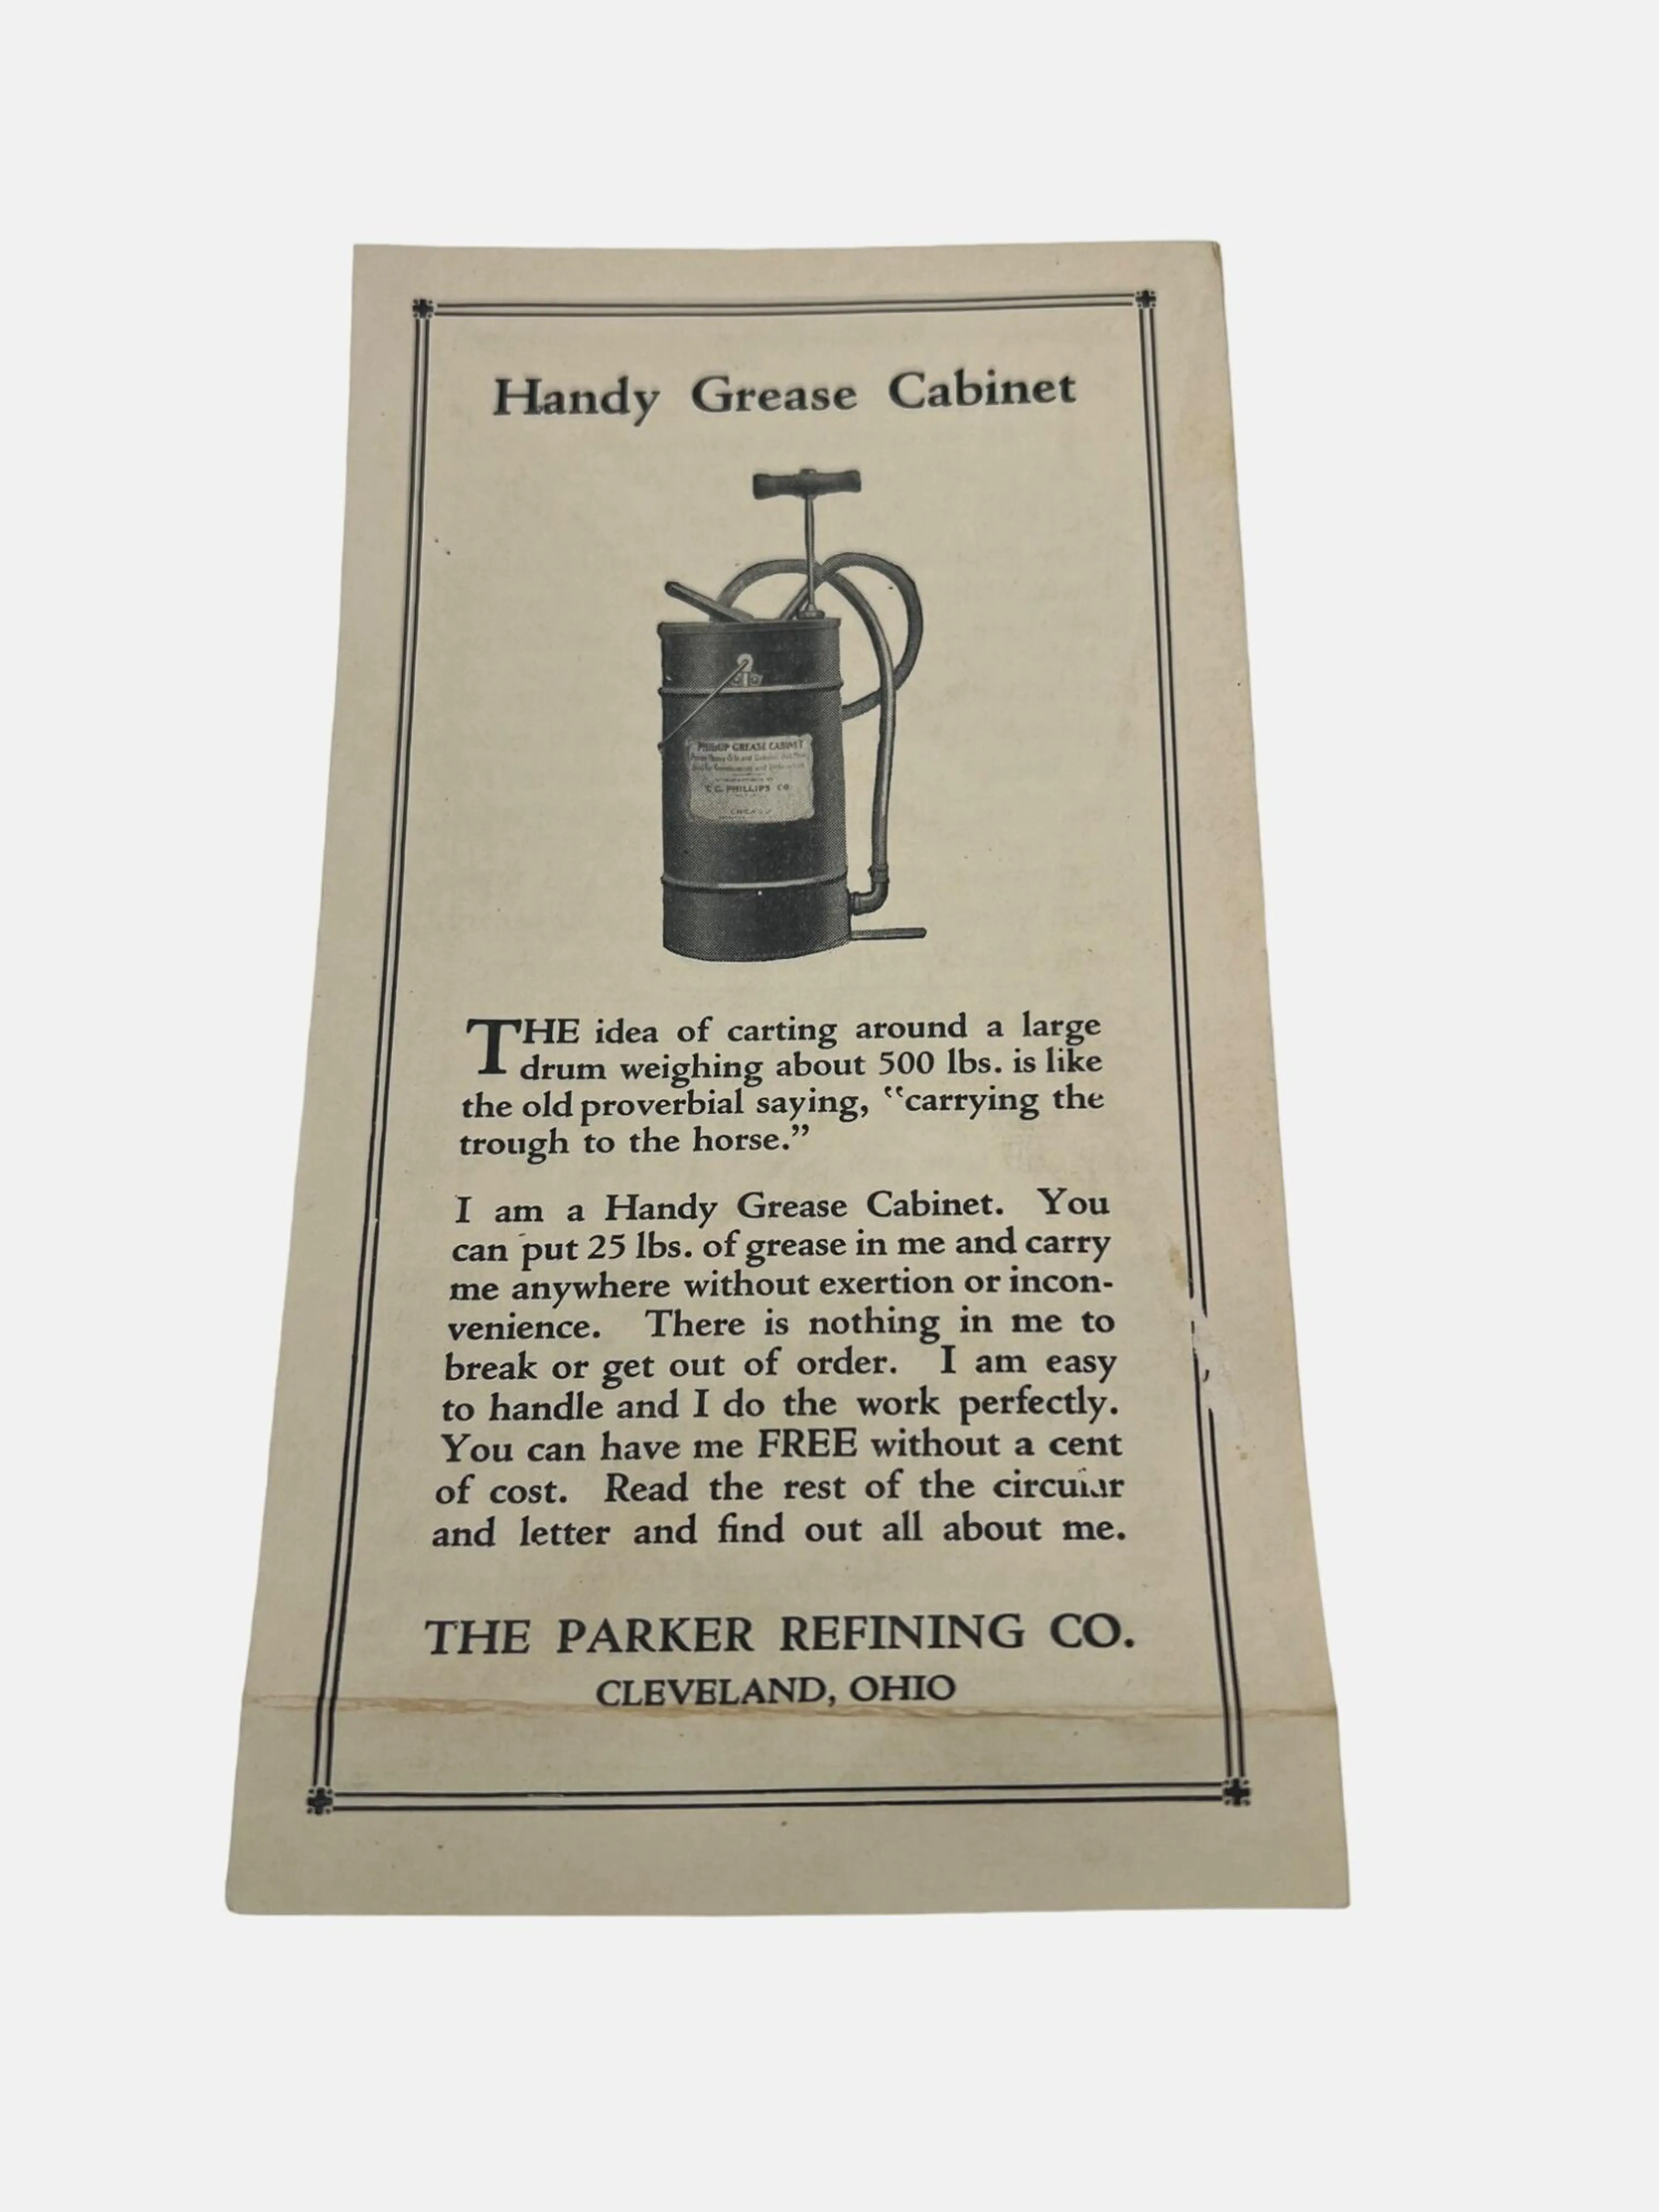 Handy Grease Cabinet
GREASE CABINET
PHILLIPS CO
THE idea of carting around a large
drum weighing about 500 lbs. is like
the old proverbial saying, "carrying the
trough to the horse."
I am a Handy Grease Cabinet. You
can put 25 lbs. of grease in me and carry
me anywhere without exertion or incon-
venience. There is nothing in me to
break or get out of order. I am easy
to handle and I do the work perfectly.
You can have me FREE without a cent
of cost. Read the rest of the circular
and letter and find out all about me.
THE PARKER REFINING CO.
CLEVELAND, OHIO